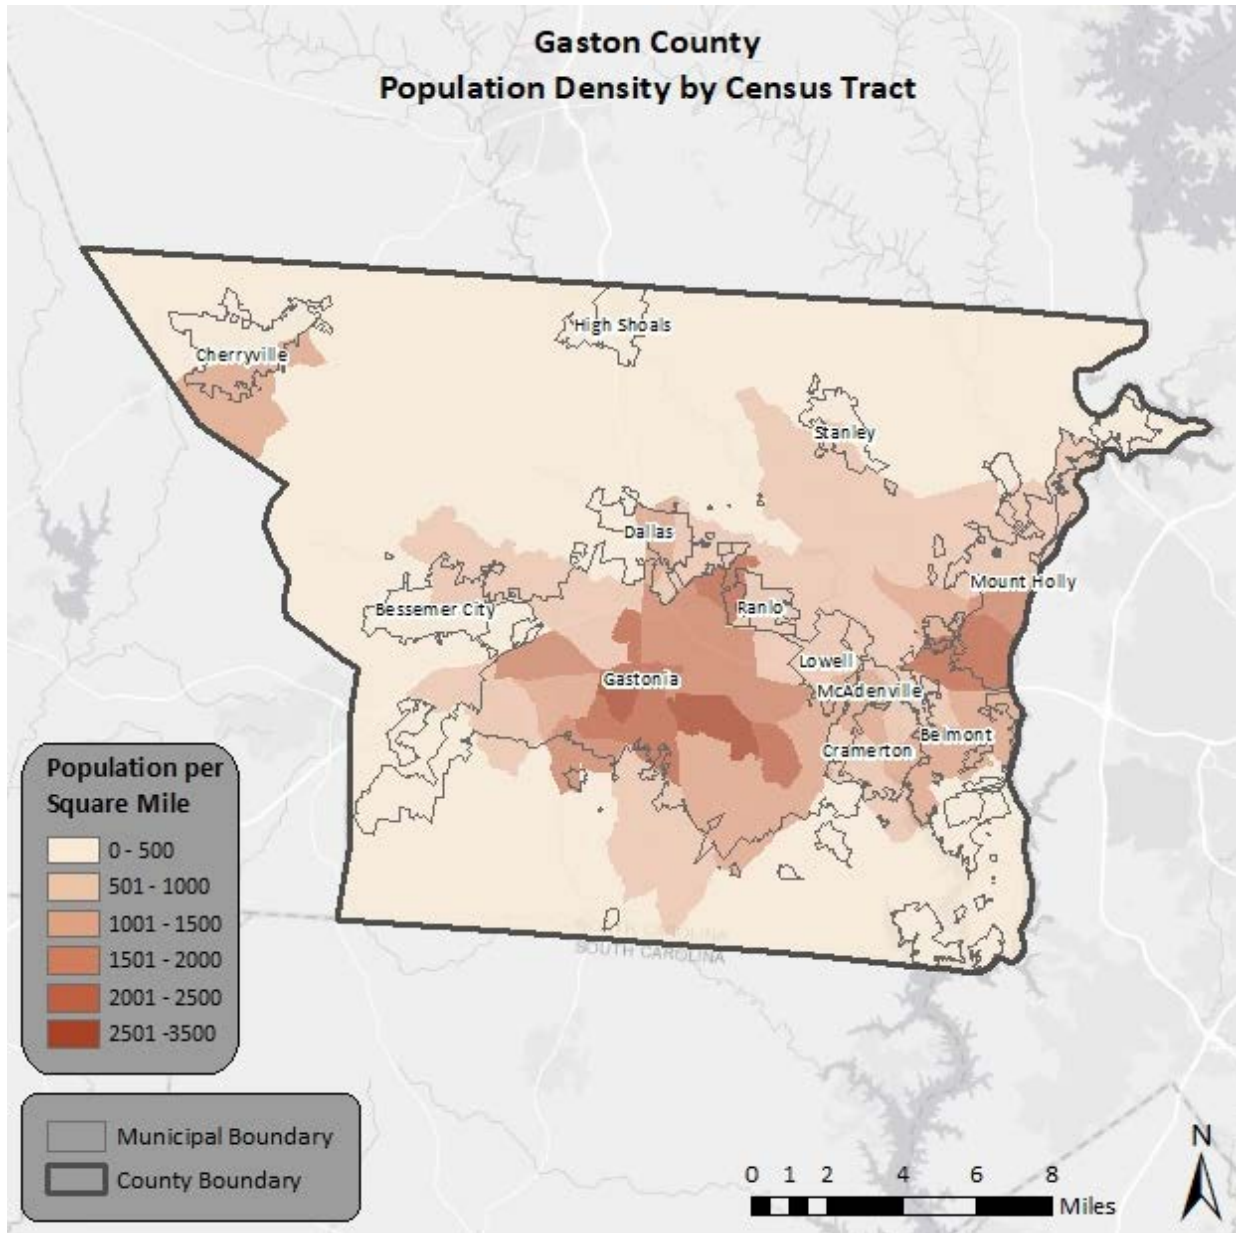 Gaston County
Population Density by Census Tract
High Shoals
Cherryville
Stanley
Dallas
Mount Holly
Bessemer City
Ranlo
Lowell
Gastonia
McAdenville
Belmont
Cramerton
CAROLINA
SOUTH CAROLINA
Population per
Square Mile
0 - 500
501 - 1000
1001 - 1500
1501 - 2000
2001 - 2500
2501 -3500
Municipal Boundary
County Boundary
0 1 2 4 6 8
Miles
N